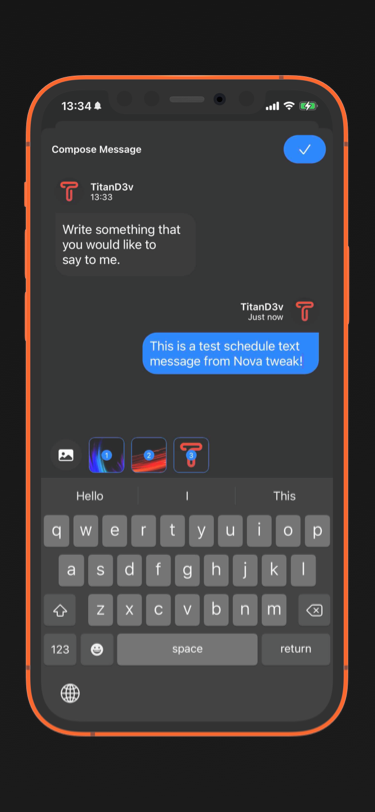 13:34
Compose Message
TitanD3v
13:33
Write something that
you would like to
say to me.
TitanD3v
Just now
This is a test schedule text
message from Nova tweak!
1 2 3
Hello I This
q w e r t y u i o p
a s d f g h j k l
z x c v b n m
123 space return